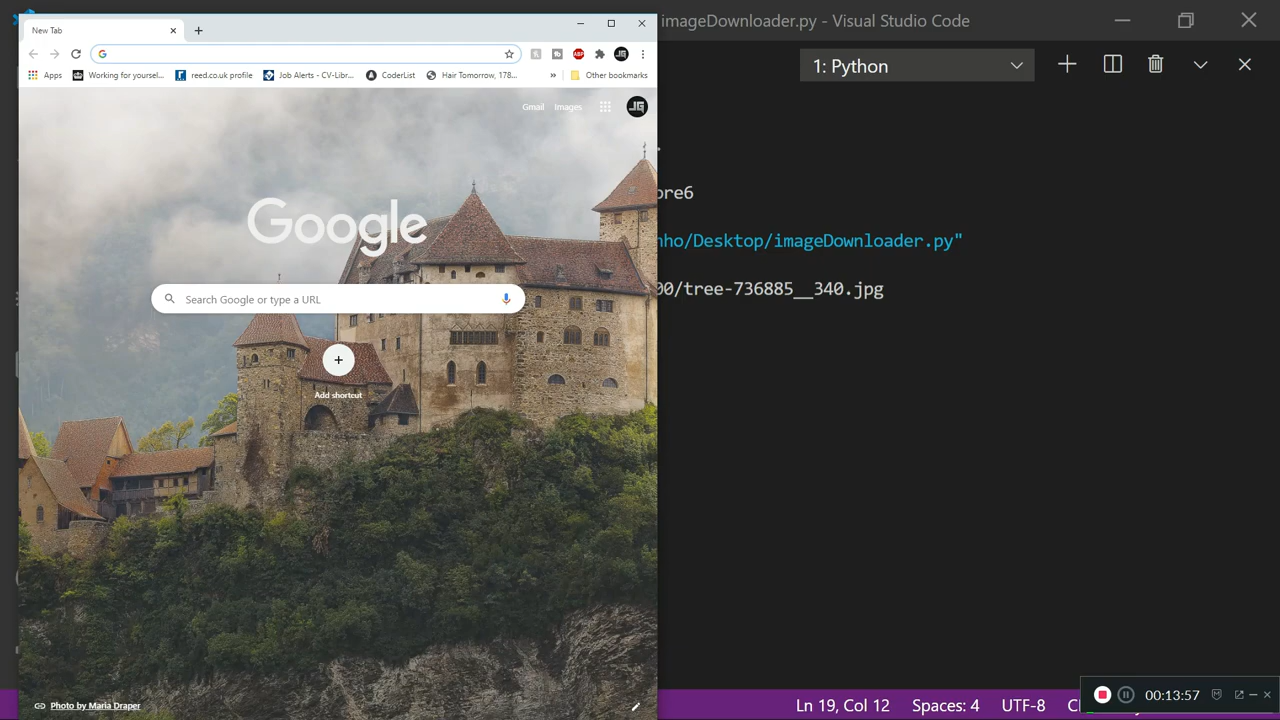 imageDownloader.py - Visual Studio Code
New Tab
Apps
Working for yoursel...
reed.co.uk profile
Job Alerts - CV-Libr...
CoderList
Hair Tomorrow, 178...
»
Other bookmarks
1: Python
Gmail
Images
JG
Google
Search Google or type a URL
Add shortcut
ore6
nho/Desktop/imageDownloader.py"
00/tree-736885__340.jpg
Photo by Maria Draper
Ln 19, Col 12
Spaces: 4
UTF-8
00:13:57